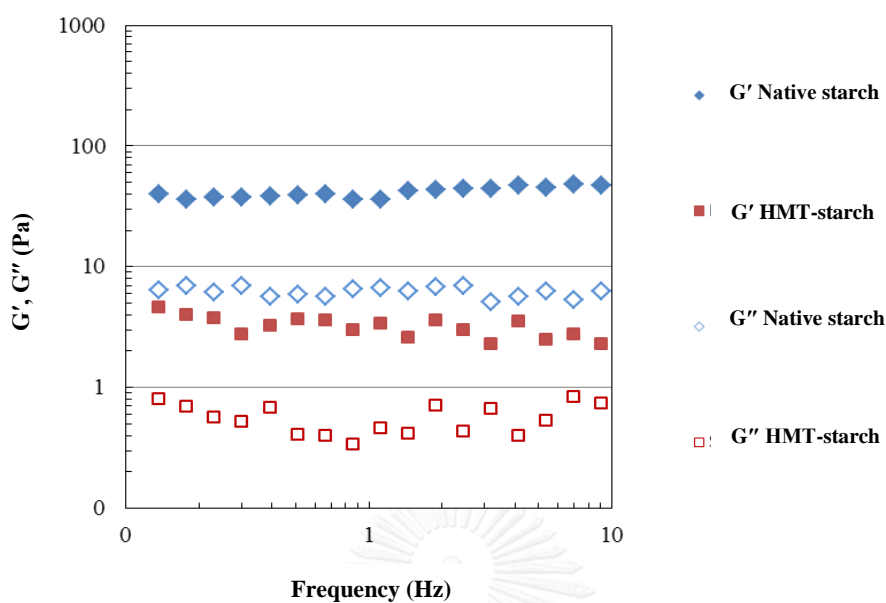 1000
100
10
1
0
0
1
10
G′, G″ (Pa)
Frequency (Hz)
G′ Native starch
G′ HMT-starch
G″ Native starch
G″ HMT-starch